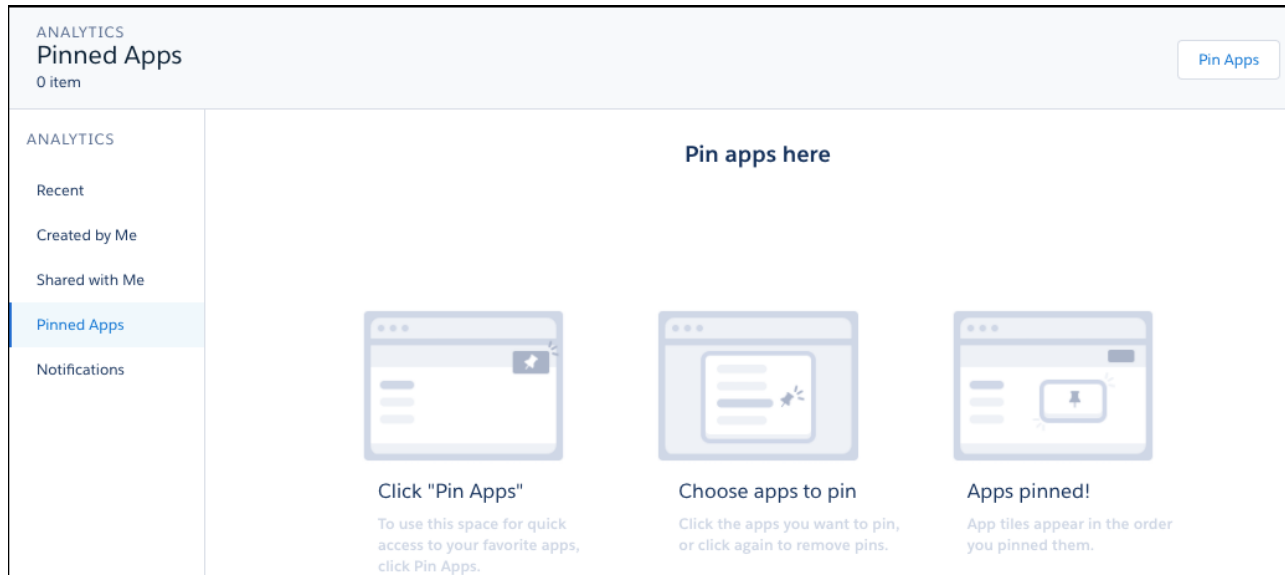 ANALYTICS
Pinned Apps
0 item
Pin Apps
ANALYTICS
Recent
Created by Me
Shared with Me
Pinned Apps
Notifications
Pin apps here
Click "Pin Apps"
To use this space for quick
access to your favorite apps,
click Pin Apps.
Choose apps to pin
Click the apps you want to pin,
or click again to remove pins.
Apps pinned!
App tiles appear in the order
you pinned them.